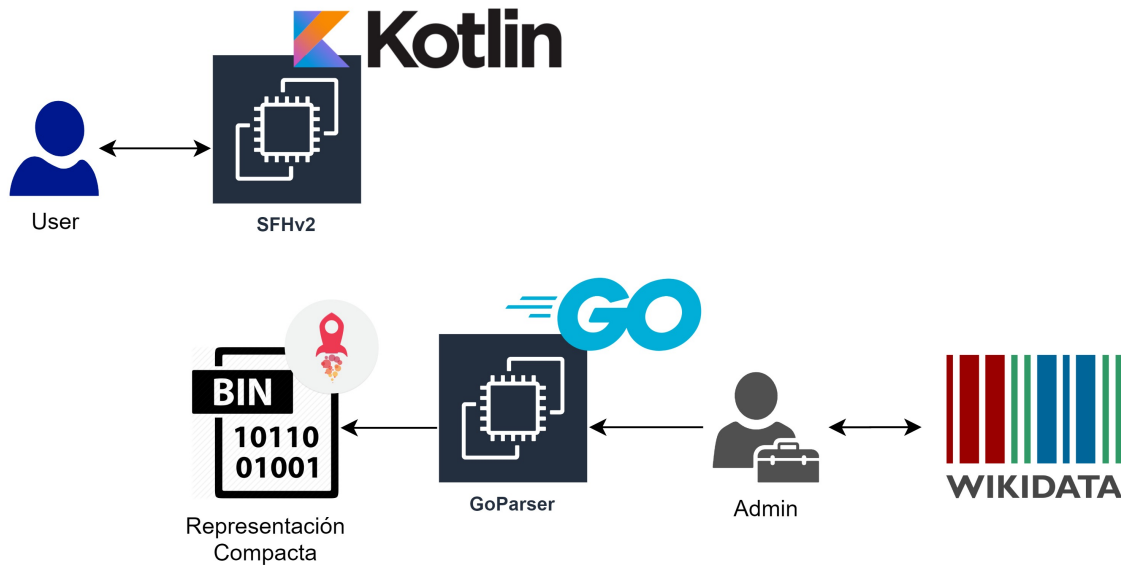 Kotlin
User
SFHv2
GO
BIN
10110
01001
Representación
Compacta
GoParser
Admin
WIKIDATA